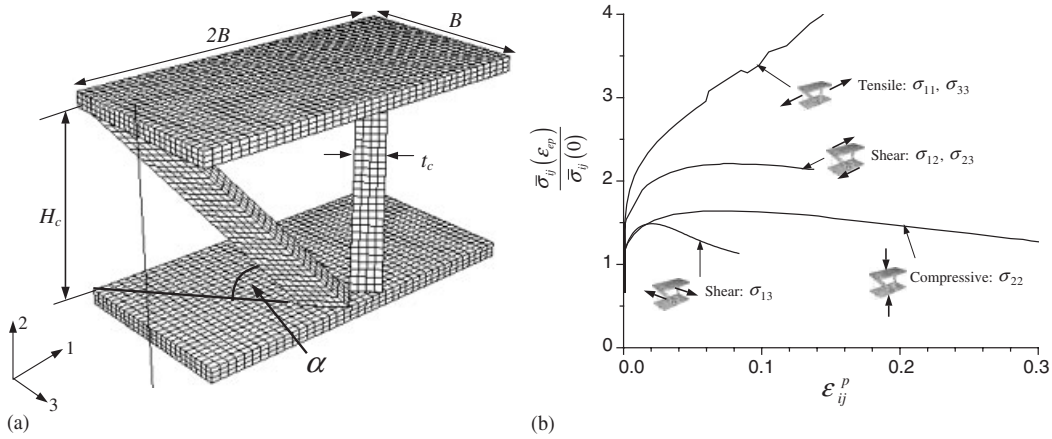 2B
B
H_c
t_c
α
2
1
3
(a)
4
3
2
1
0
0.0 0.1 0.2 0.3
σ̄_ij(ε_ep)
σ̄_ij(0)
ε_ij^p
Tensile: σ_11, σ_33
Shear: σ_12, σ_23
Compressive: σ_22
Shear: σ_13
(b)